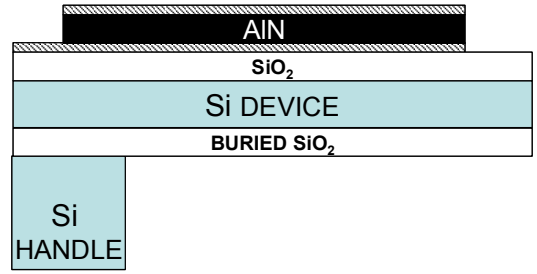 AlN
SiO₂
Si DEVICE
BURIED SiO₂
Si
HANDLE